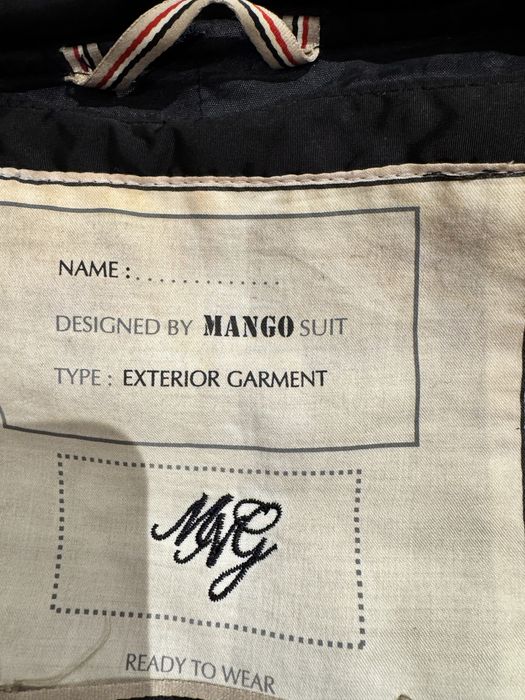 NAME :.............
DESIGNED BY MANGO SUIT
TYPE : EXTERIOR GARMENT
MNG
READY TO WEAR